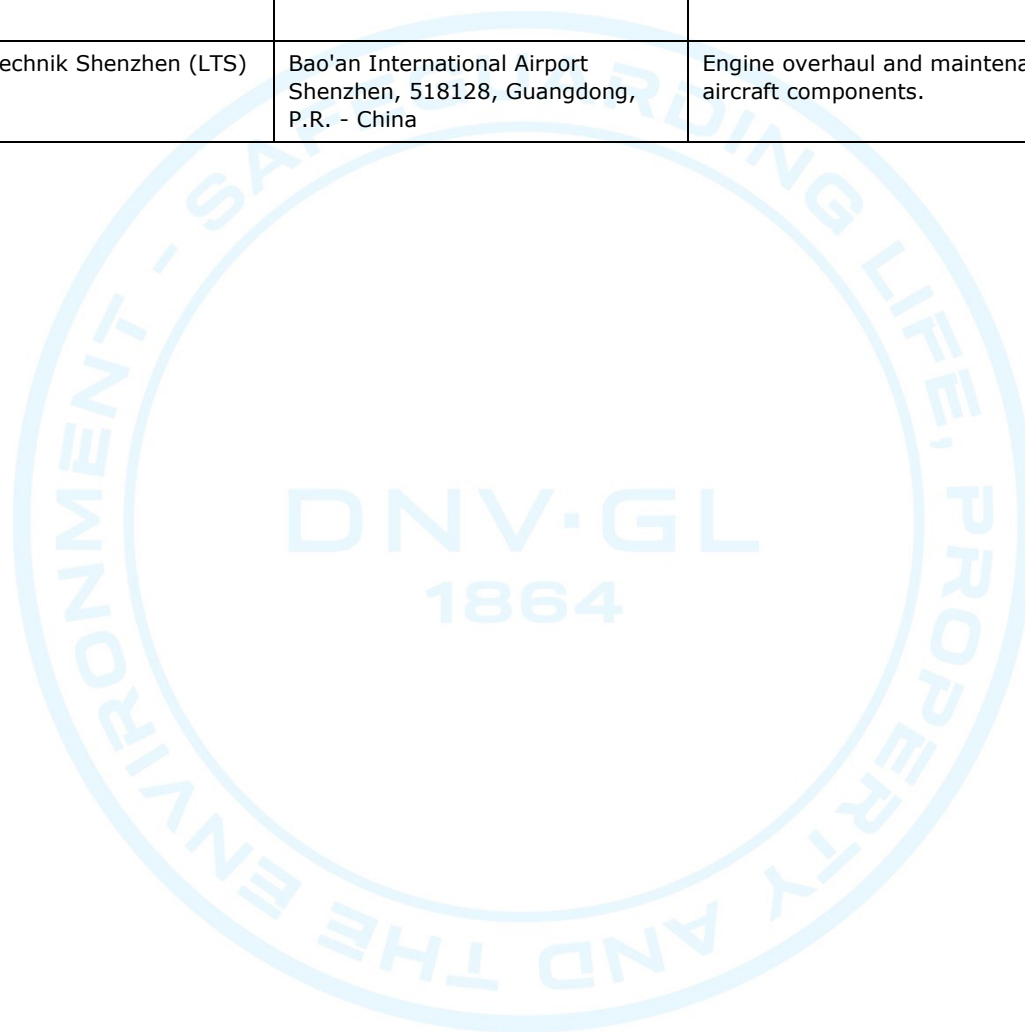 echnik Shenzhen (LTS)
Bao'an International Airport
Shenzhen, 518128, Guangdong,
P.R. - China
Engine overhaul and maintena
aircraft components.
SAFEGUARDING LIFE, PROPERTY AND THE ENVIRONMENT -
DNV·GL
1864